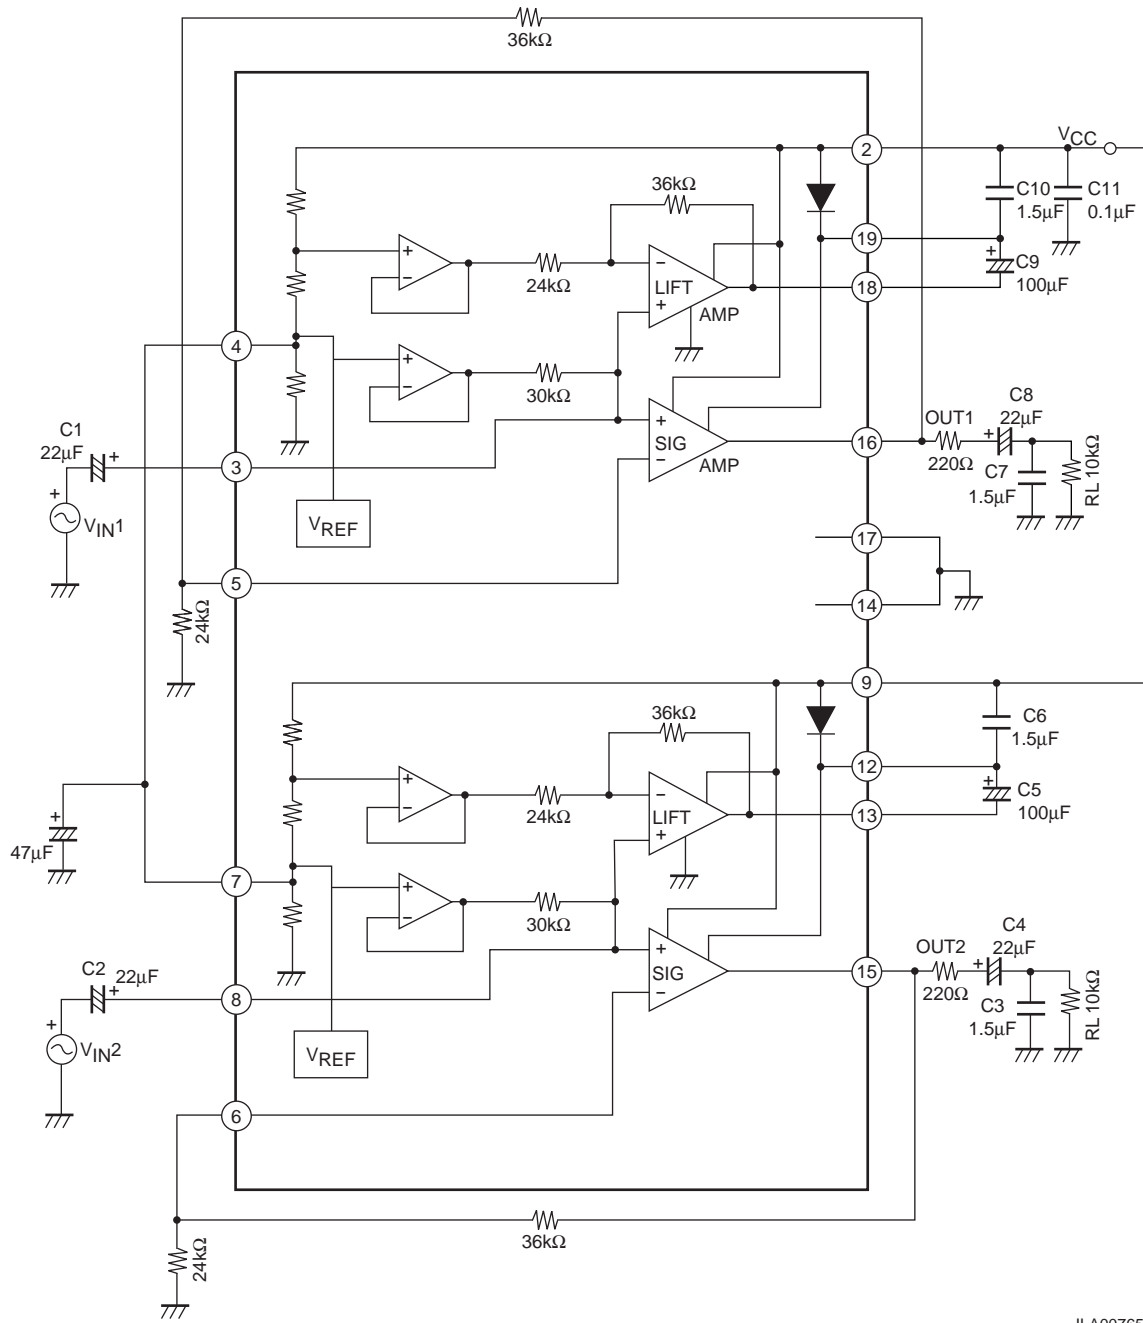 36kΩ
2
VCC
36kΩ
C10
1.5µF
C11
0.1µF
+
−
24kΩ
−
LIFT
+
AMP
19
+
C9
100µF
18
4
+
−
30kΩ
C1
22µF
+
3
+
SIG
−
AMP
16
OUT1
220Ω
C8
22µF
+
C7
1.5µF
RL 10kΩ
+
VIN1
VREF
17
5
14
24kΩ
9
36kΩ
C6
1.5µF
+
−
24kΩ
−
LIFT
+
12
+
C5
100µF
13
+
47µF
7
+
−
30kΩ
C2
22µF
+
8
+
SIG
−
15
OUT2
220Ω
C4
22µF
+
C3
1.5µF
RL 10kΩ
+
VIN2
VREF
6
36kΩ
24kΩ